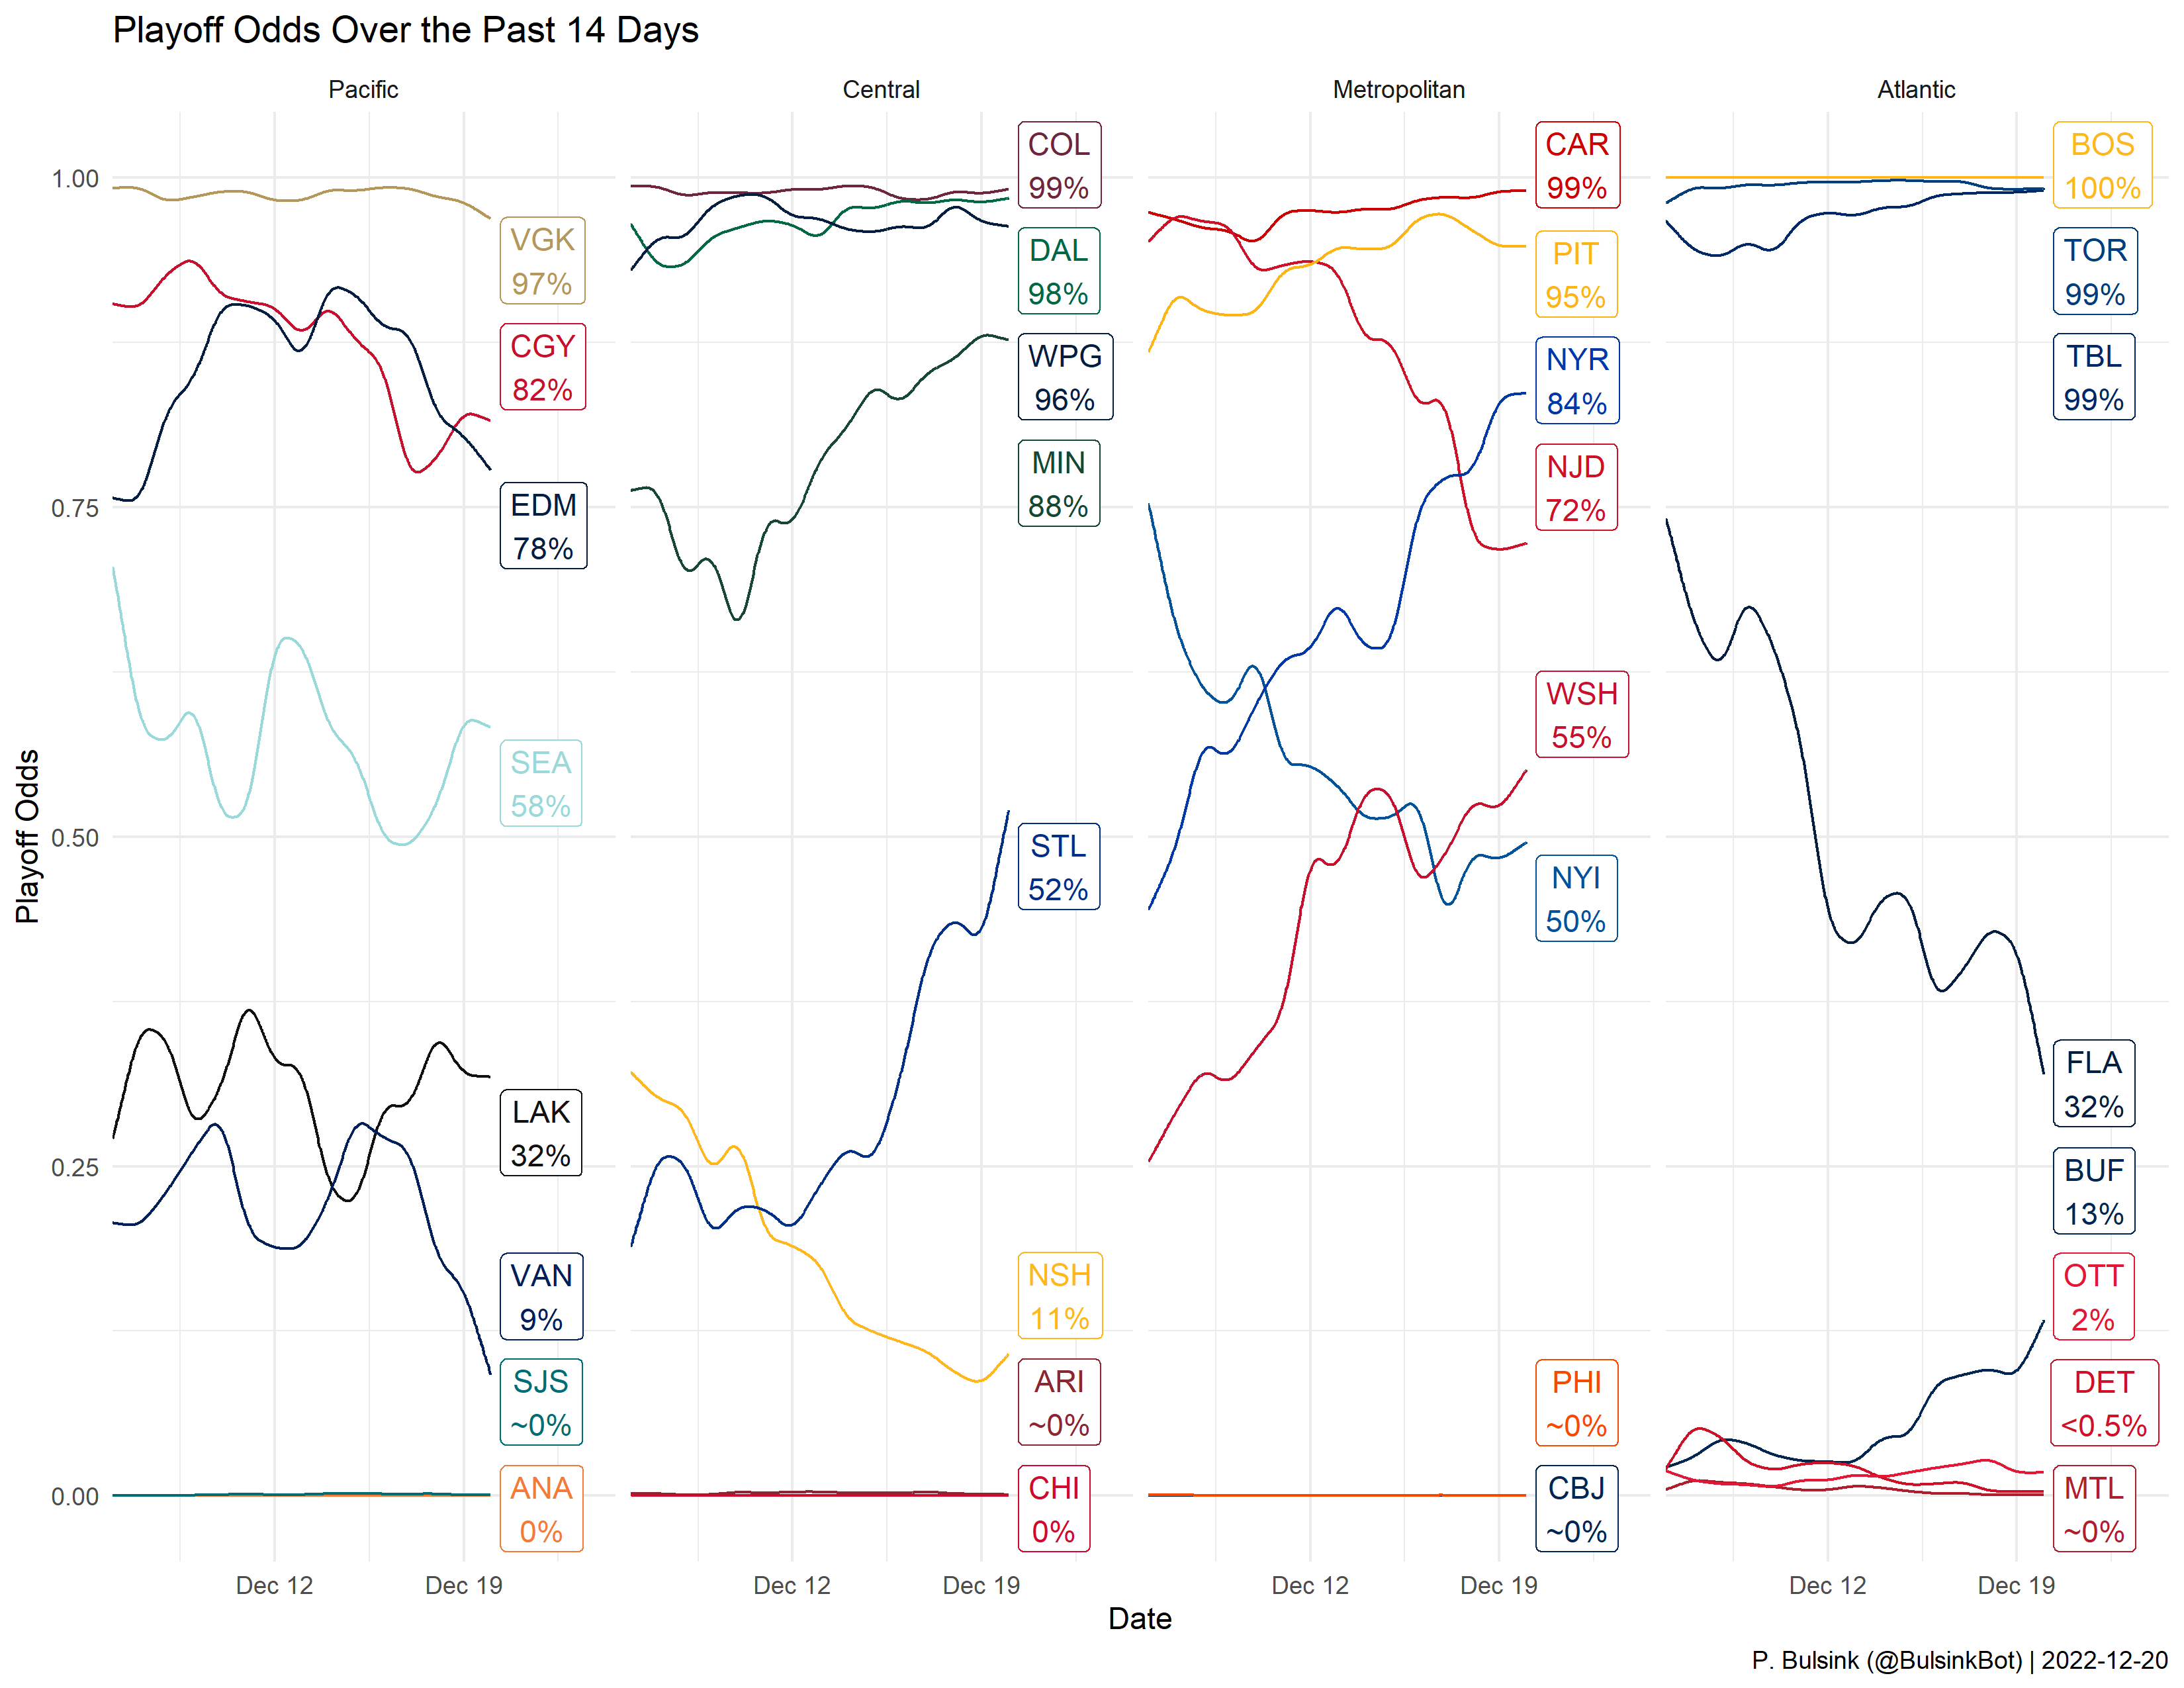 Playoff Odds Over the Past 14 Days
Pacific
Central
Metropolitan
Atlantic
Playoff Odds
1.00
0.75
0.50
0.25
0.00
VGK
97%
CGY
82%
EDM
78%
SEA
58%
LAK
32%
VAN
9%
SJS
~0%
ANA
0%
COL
99%
DAL
98%
WPG
96%
MIN
88%
STL
52%
NSH
11%
ARI
~0%
CHI
0%
CAR
99%
PIT
95%
NYR
84%
NJD
72%
WSH
55%
NYI
50%
PHI
~0%
CBJ
~0%
BOS
100%
TOR
99%
TBL
99%
FLA
32%
BUF
13%
OTT
2%
DET
<0.5%
MTL
~0%
Dec 12
Dec 19
Dec 12
Dec 19
Dec 12
Dec 19
Dec 12
Dec 19
Date
P. Bulsink (@BulsinkBot) | 2022-12-20